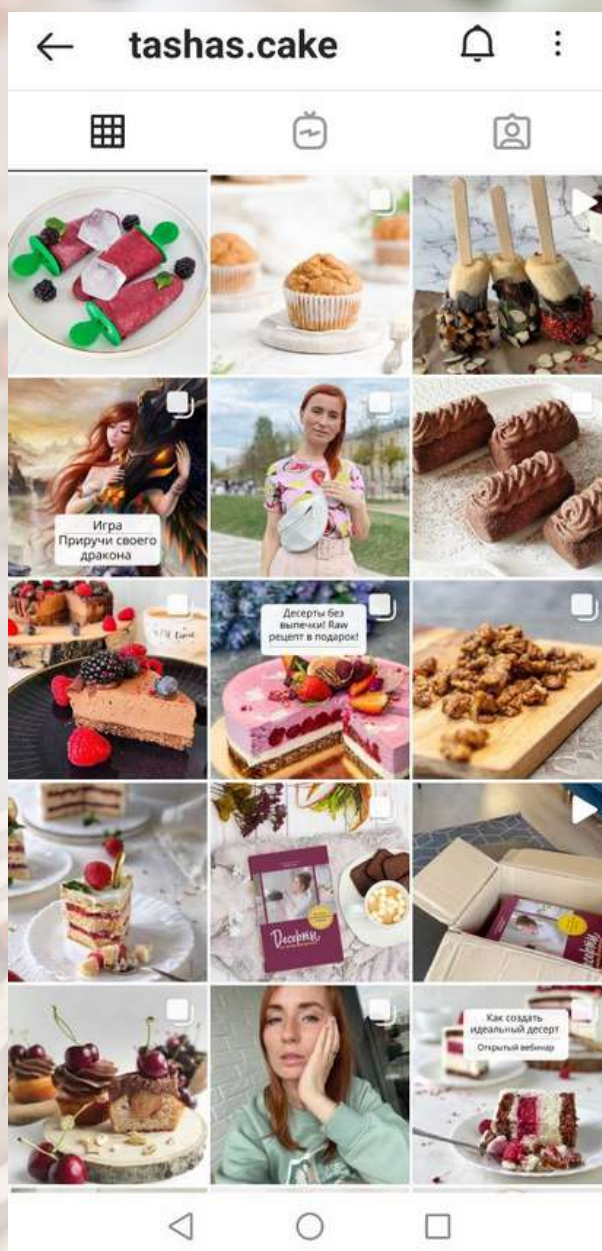 tashas.cake
Игра
Приручи своего
дракона
Десерты без
выпечки! Raw
рецепт в подарок!
Десерты
Как создать
идеальный десерт
Открытый вебинар